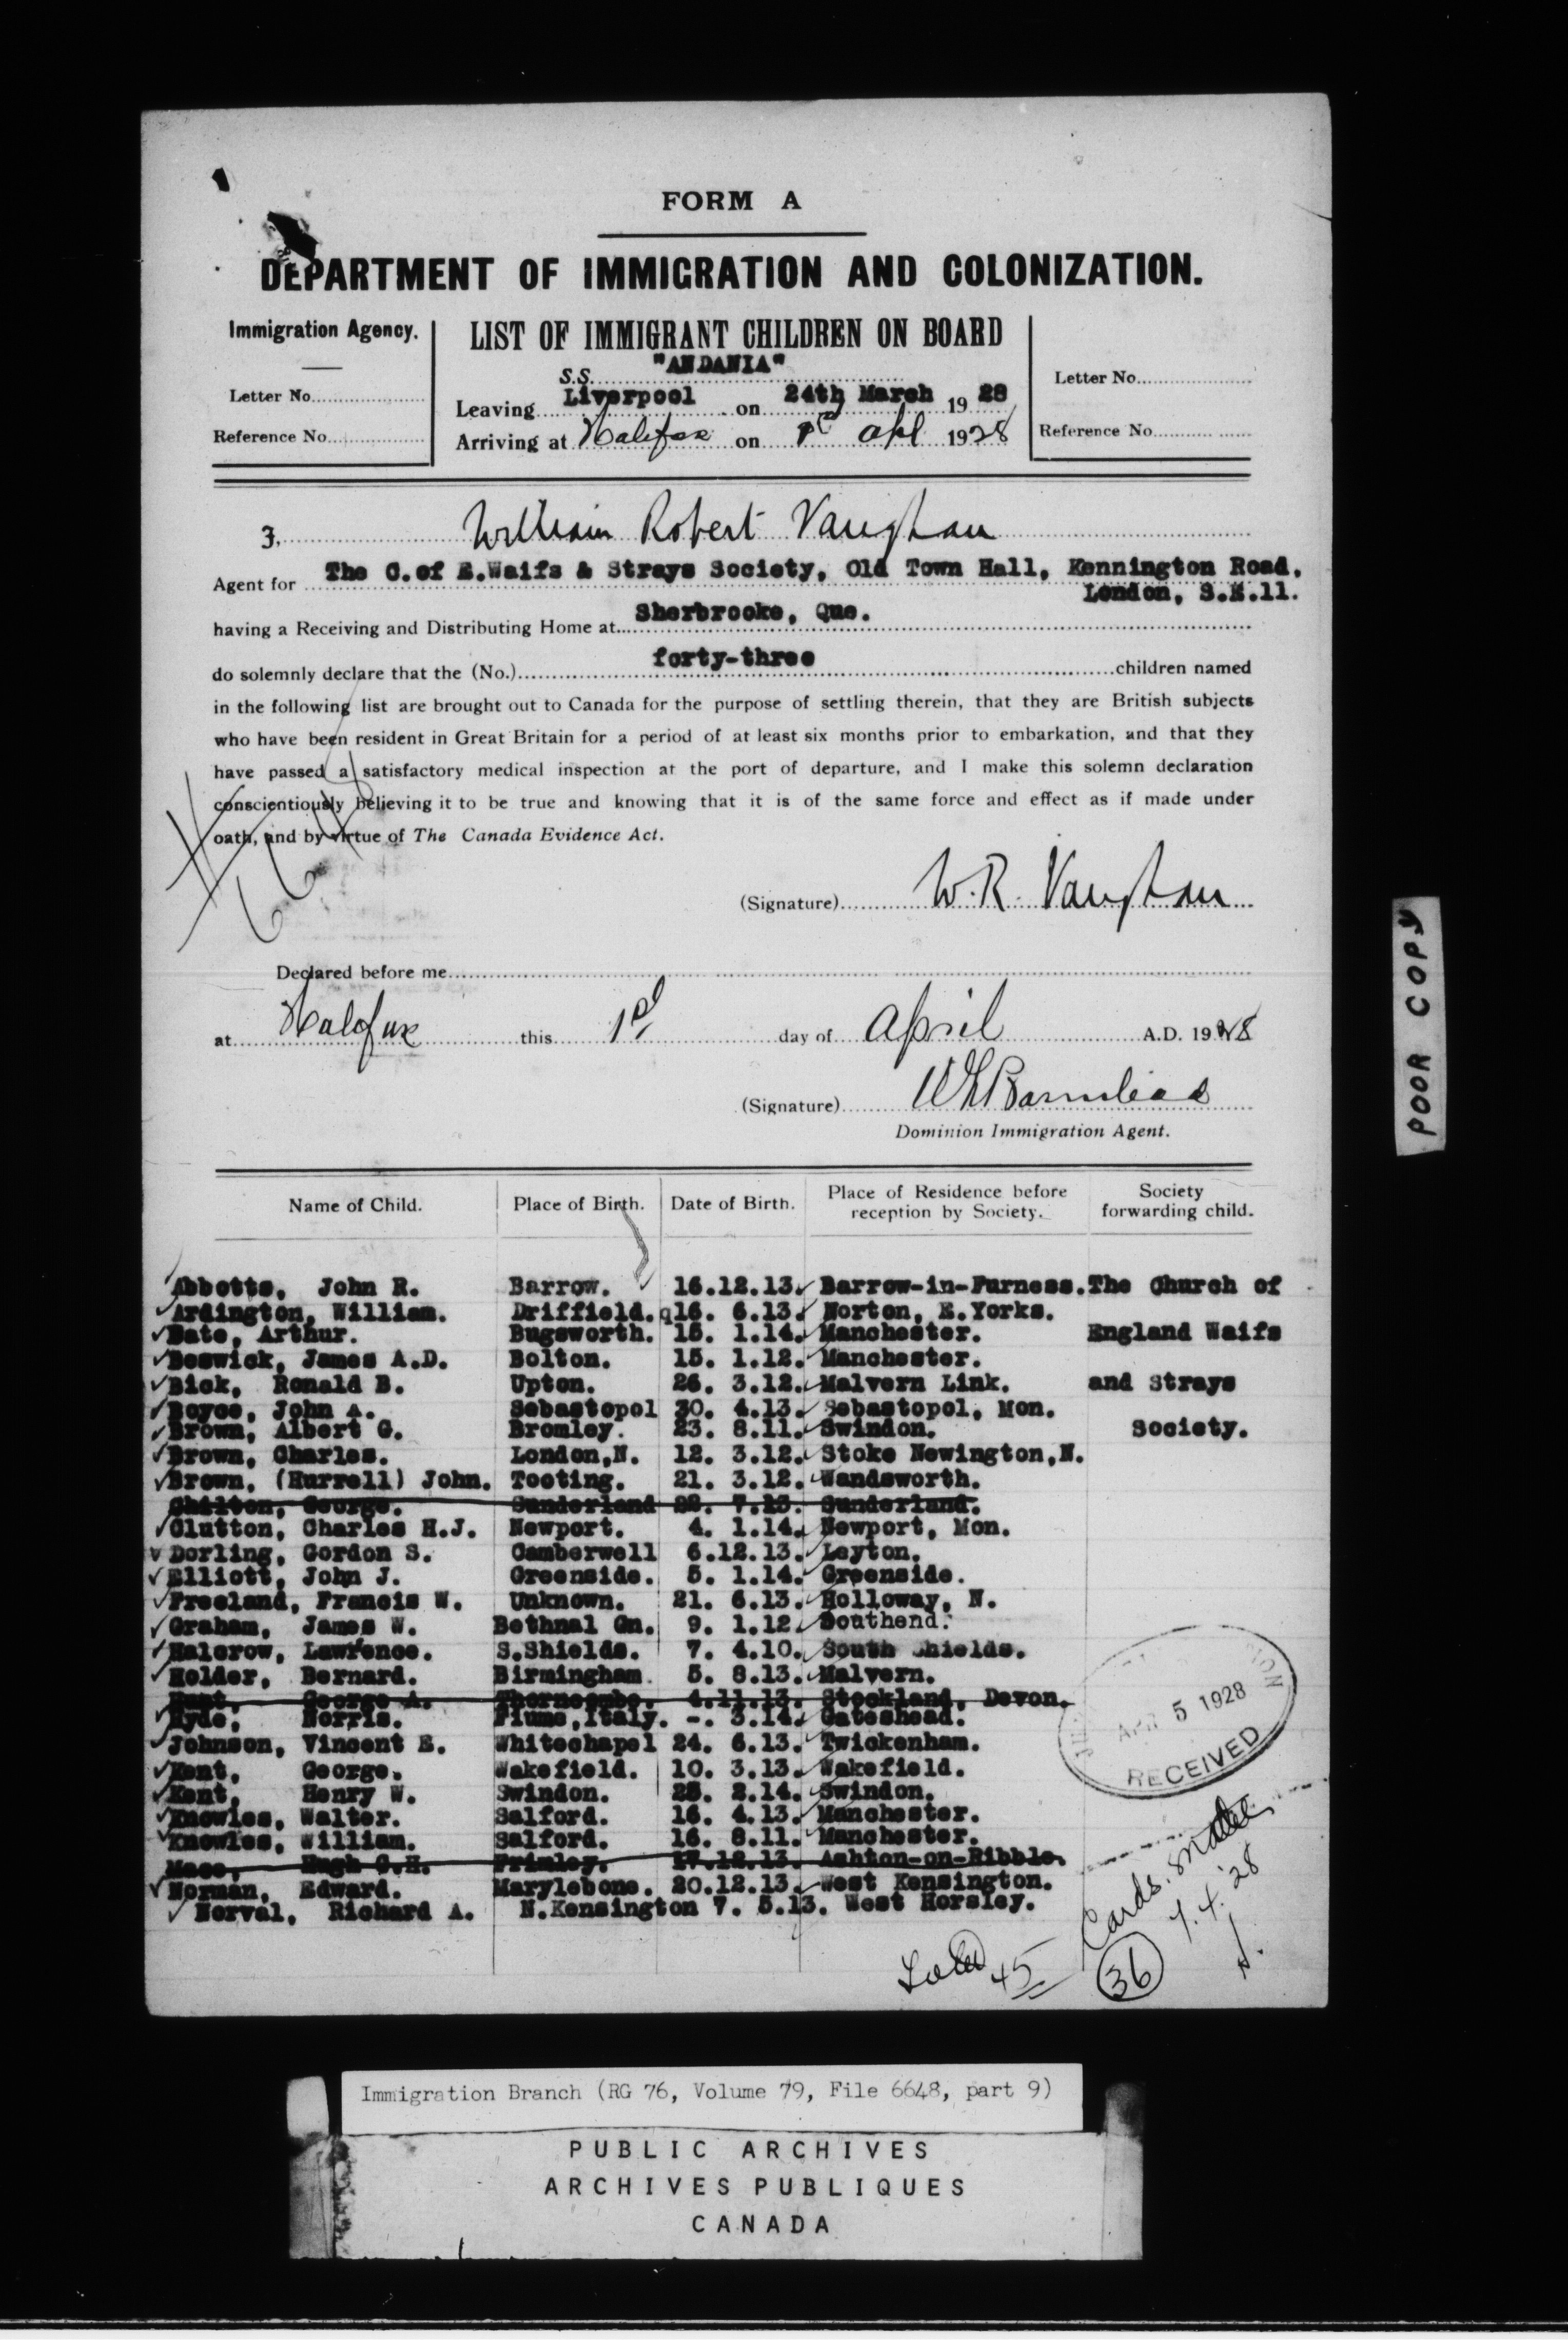 FORM A
DEPARTMENT OF IMMIGRATION AND COLONIZATION.
Immigration Agency.
Letter No.
Reference No.
LIST OF IMMIGRANT CHILDREN ON BOARD
S.S. "ANDANIA"
Leaving Liverpool on 24th March 19 28
Arriving at Halifax on 1st Apl 1928
Letter No.
Reference No.
I, William Robert Vaughan
Agent for The C.of E.Waifs & Strays Society, Old Town Hall, Kennington Road,
London, S.E.11.
having a Receiving and Distributing Home at Sherbrooke, Que.
do solemnly declare that the (No.) forty-three children named
in the following list are brought out to Canada for the purpose of settling therein, that they are British subjects
who have been resident in Great Britain for a period of at least six months prior to embarkation, and that they
have passed a satisfactory medical inspection at the port of departure, and I make this solemn declaration
conscientiously believing it to be true and knowing that it is of the same force and effect as if made under
oath, and by virtue of The Canada Evidence Act.
(Signature) W.R. Vaughan
Declared before me
at Halifax this 1st day of April A.D. 1928
(Signature)
Dominion Immigration Agent.
Name of Child. Place of Birth. Date of Birth. Place of Residence before reception by Society. Society forwarding child.
Abbotts, John R. Barrow. 16.12.13. Barrow-in-Furness. The Church of
Ardington, William. Driffield. 16. 6.13. Norton, E.Yorks.
Bate, Arthur. Bugsworth. 15. 1.14. Manchester. England Waifs
Beswick, James A.D. Bolton. 15. 1.12. Manchester.
Bick, Ronald B. Upton. 26. 3.12. Malvern Link. and Strays
Boyce, John A. Sebastopol 30. 4.13. Sebastopol, Mon.
Brown, Albert G. Bromley. 23. 8.11. Swindon. Society.
Brown, Charles. London,N. 12. 3.12. Stoke Newington,N.
Brown, (Hurrell) John. Tooting. 21. 3.12. Wandsworth.
Chilton, George. Sunderland 7.13. Sunderland.
Clutton, Charles H.J. Newport. 4. 1.14. Newport, Mon.
Dorling, Gordon S. Camberwell 6.12.13. Leyton.
Elliott, John J. Greenside. 5. 1.14. Greenside.
Freeland, Francis W. Unknown. 21. 6.13. Holloway, N.
Graham, James W. Bethnal Gn. 9. 1.12. Southend.
Halcrow, Lawrence. S.Shields. 7. 4.10. South Shields.
Holder, Bernard. Birmingham 5. 8.13. Malvern.
Hunt, George A. Thorncombe. 4.11.13. Stockland, Devon.
Hyde, Norris. Fiume,Italy. -. 3.14. Gateshead.
Johnson, Vincent E. Whitechapel 24. 6.13. Twickenham.
Kent, George. Wakefield. 10. 3.13. Wakefield.
Kent, Henry W. Swindon. 2.14. Swindon.
Knowles, Walter. Salford. 16. 4.13. Manchester.
Knowles, William. Salford. 16. 8.11. Manchester.
Hugh C.H. Frimley. 17.12.13. Ashton-on-Ribble.
Norman, Edward. Marylebone. 20.12.13. West Kensington.
Norval, Richard A. N.Kensington 7. 5.13. West Horsley.
APR 5 1928
RECEIVED
Cards
7.4.'28
45
36
POOR COPY
Immigration Branch (RG 76, Volume 79, File 6648, part 9)
PUBLIC ARCHIVES
ARCHIVES PUBLIQUES
CANADA